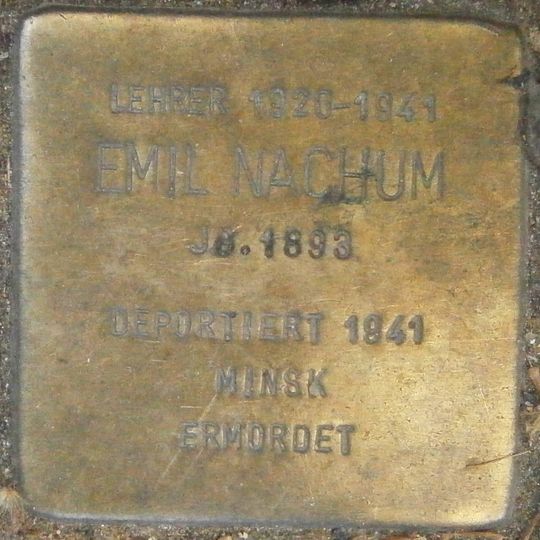 LEHRER 1920-1941
EMIL NACHUM
JG.1893
DEPORTIERT 1941
MINSK
ERMORDET